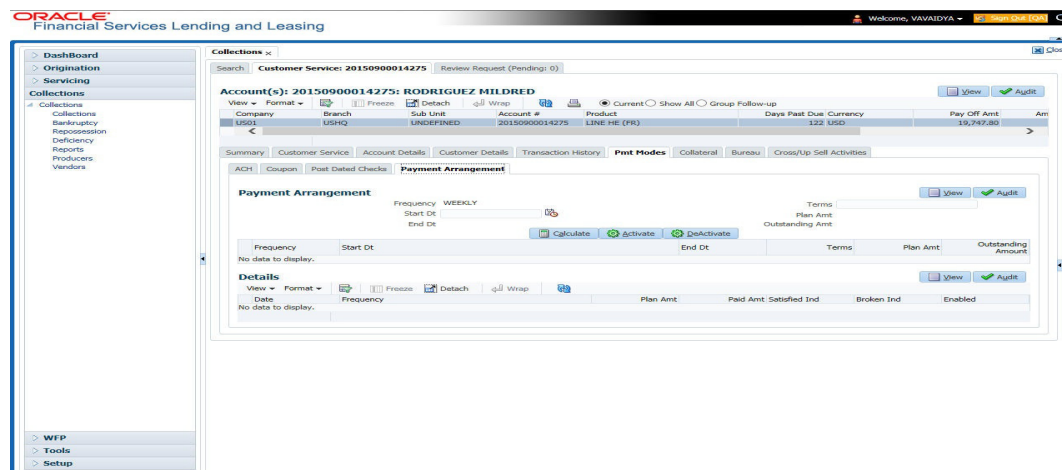 ORACLE
Financial Services Lending and Leasing
Welcome, VAVAIDYA
Sign Out [QA]
DashBoard
Origination
Servicing
Collections
Collections
Collections
Bankruptcy
Repossession
Deficiency
Reports
Producers
Vendors
WFP
Tools
Setup
Collections x
Search Customer Service: 20150900014275 Review Request (Pending: 0)
Account(s): 20150900014275: RODRIGUEZ MILDRED
View Audit
View Format Freeze Detach Wrap Current Show All Group Follow-up
Company Branch Sub Unit Account # Product Days Past Due Currency Pay Off Amt Am
US01 USHQ UNDEFINED 20150900014275 LINE HE (FR) 122 USD 19,747.80
Summary Customer Service Account Details Customer Details Transaction History Pmt Modes Collateral Bureau Cross/Up Sell Activities
ACH Coupon Post Dated Checks Payment Arrangement
Payment Arrangement
View Audit
Frequency WEEKLY Terms
Start Dt Plan Amt
End Dt Outstanding Amt
Calculate Activate DeActivate
Frequency Start Dt End Dt Terms Plan Amt Outstanding Amount
No data to display.
Details
View Audit
View Format Freeze Detach Wrap
Date Frequency Plan Amt Paid Amt Satisfied Ind Broken Ind Enabled
No data to display.